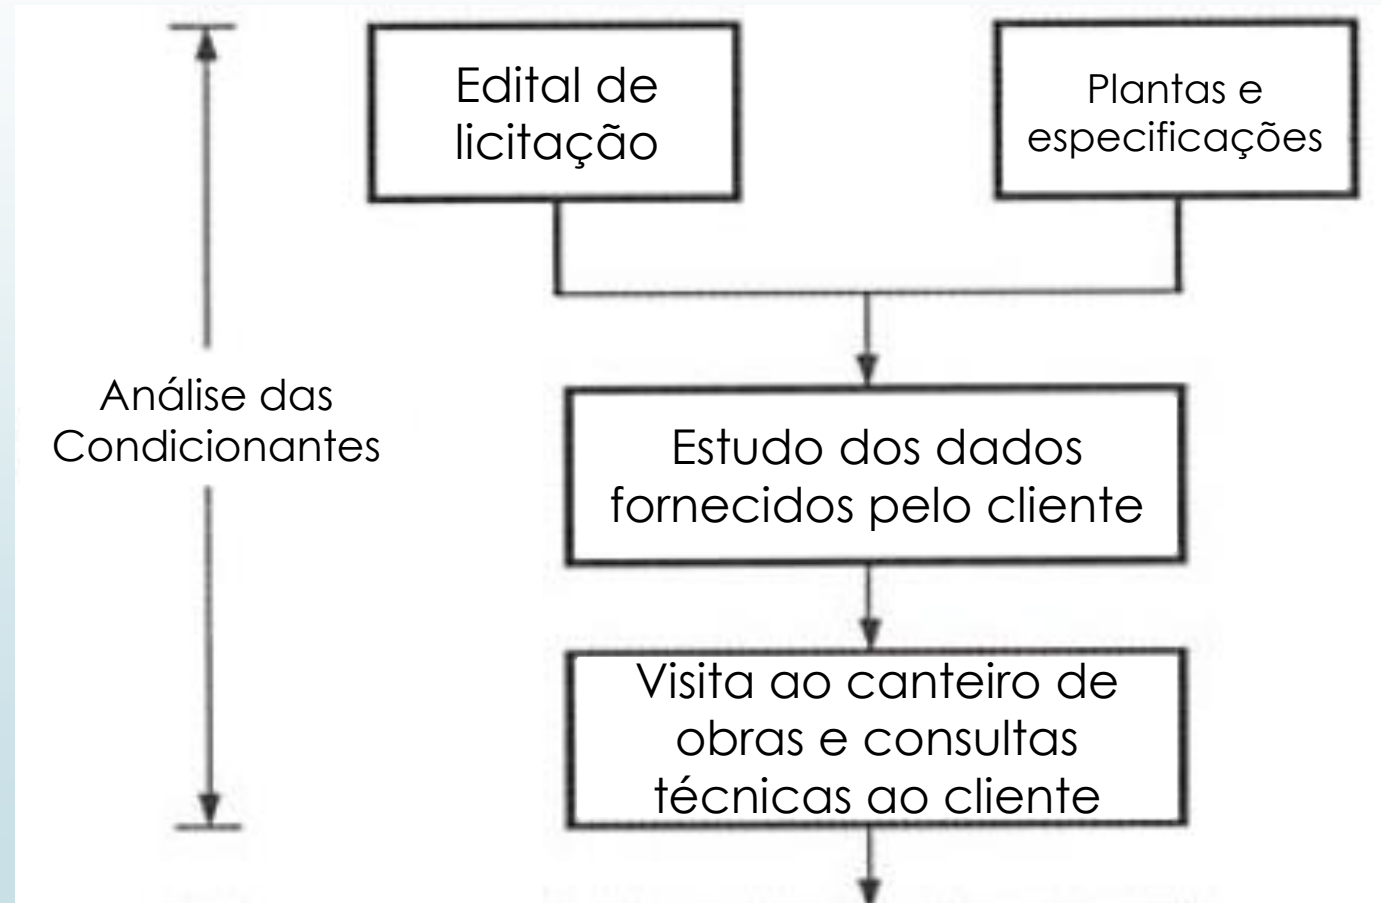 Edital de
licitação
Plantas e
especificações
Análise das
Condicionantes
Estudo dos dados
fornecidos pelo cliente
Visita ao canteiro de
obras e consultas
técnicas ao cliente